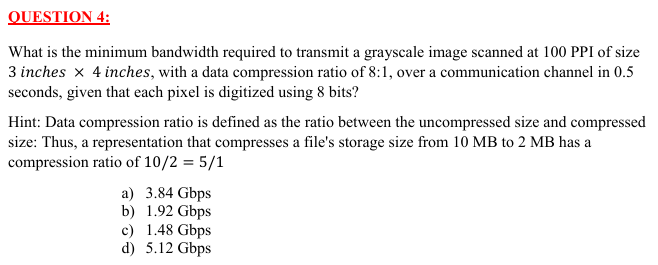 QUESTION 4:
What is the minimum bandwidth required to transmit a grayscale image scanned at 100 PPI of size
3 inches × 4 inches, with a data compression ratio of 8:1, over a communication channel in 0.5
seconds, given that each pixel is digitized using 8 bits?
Hint: Data compression ratio is defined as the ratio between the uncompressed size and compressed
size: Thus, a representation that compresses a file's storage size from 10 MB to 2 MB has a
compression ratio of 10/2 = 5/1
a) 3.84 Gbps
b) 1.92 Gbps
c) 1.48 Gbps
d) 5.12 Gbps